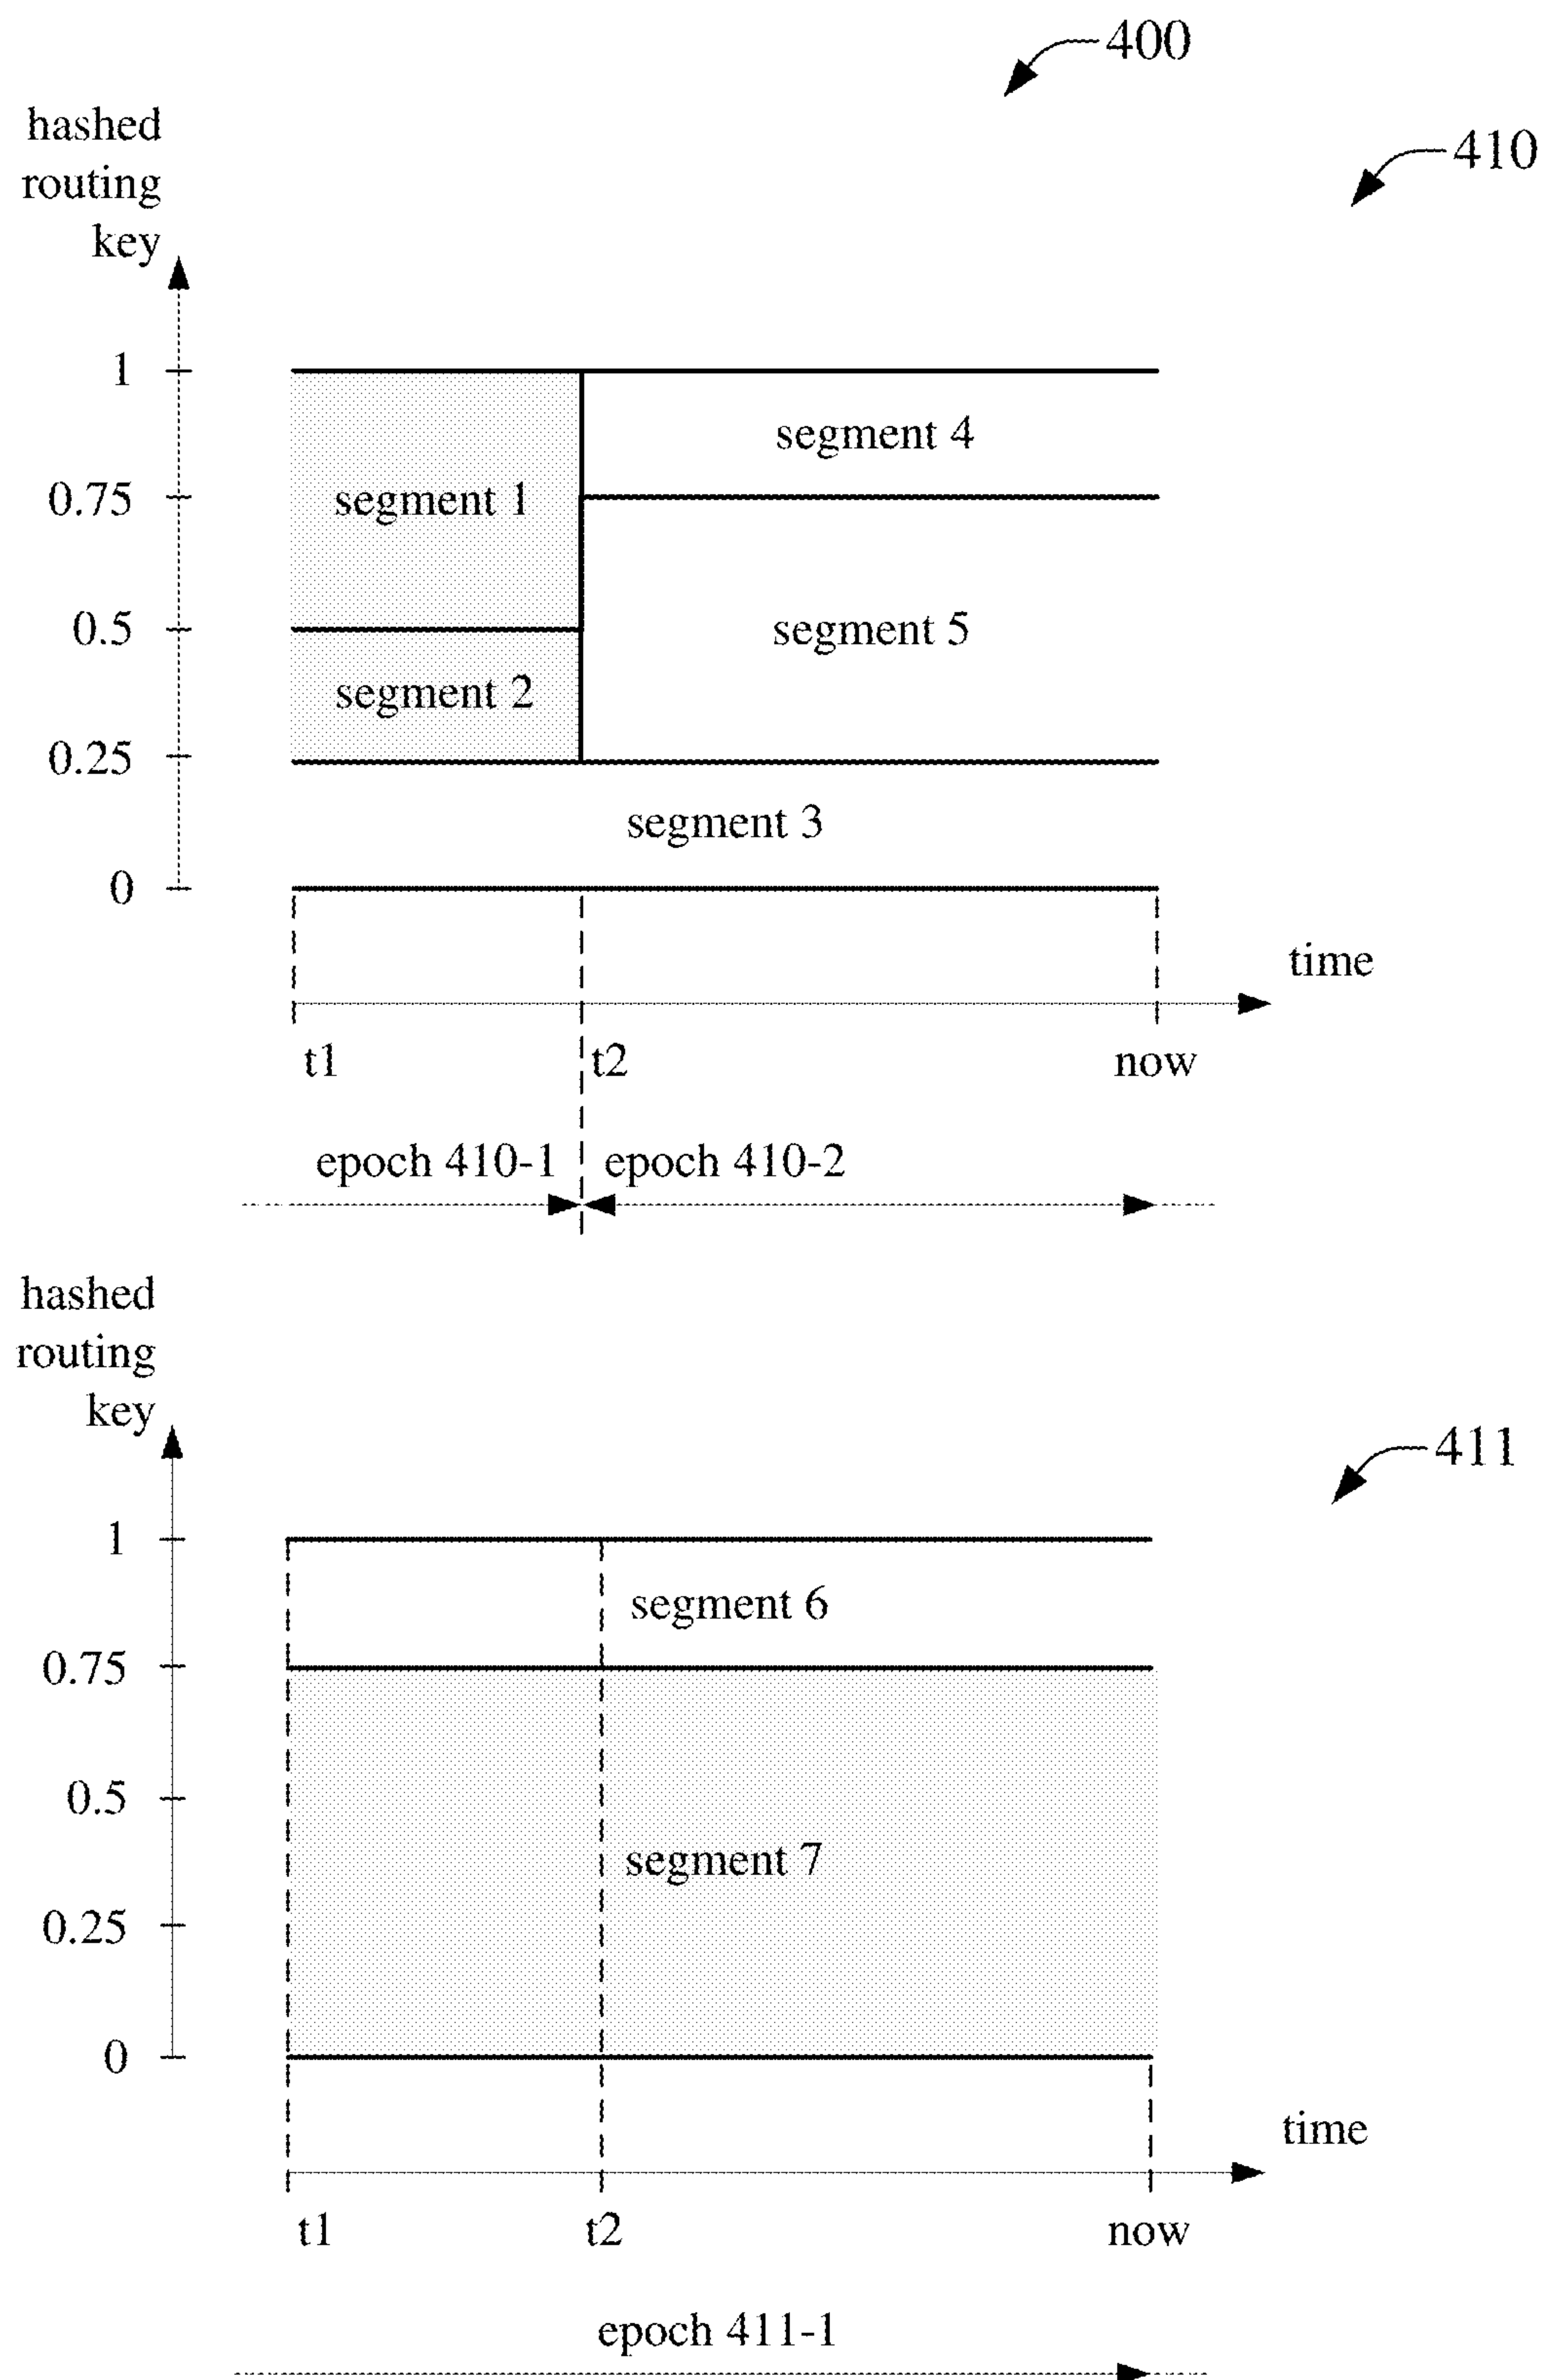 400
410
hashed
routing
key
1
segment 4
0.75
segment 1
0.5
segment 5
segment 2
0.25
segment 3
0
time
t1
t2
now
epoch 410-1
epoch 410-2
hashed
routing
key
411
1
segment 6
0.75
0.5
segment 7
0.25
0
time
t1
t2
now
epoch 411-1